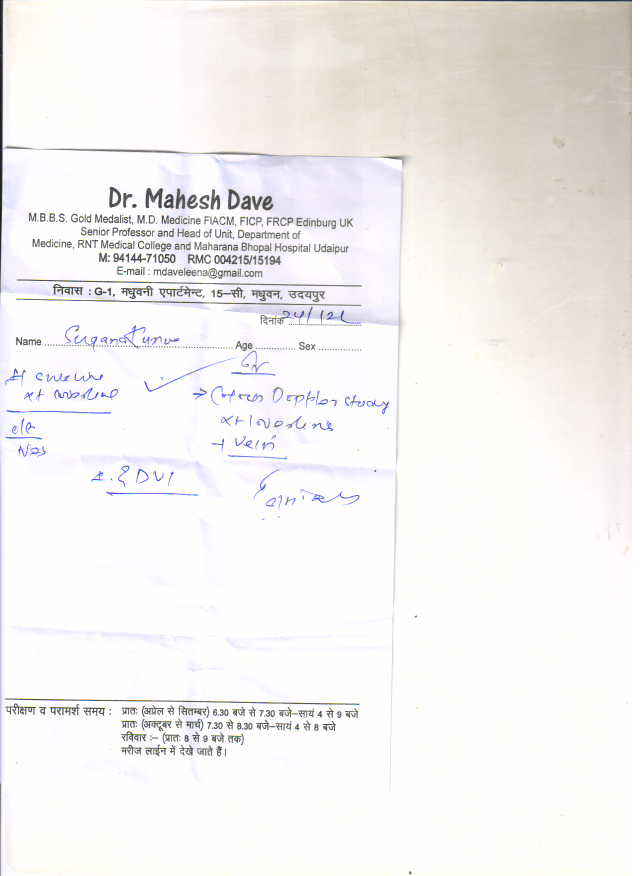 Dr. Mahesh Dave
M.B.B.S. Gold Medalist, M.D. Medicine FIACM, FICP, FRCP Edinburg UK
Senior Professor and Head of Unit, Department of
Medicine, RNT Medical College and Maharana Bhopal Hospital Udaipur
M: 94144-71050 RMC 004215/15194
E-mail : mdaveleena@gmail.com
निवास : G-1, मधुवनी एपार्टमेन्ट, 15–सी, मधुवन, उदयपुर
दिनांक
Name Age Sex
Doppler study
+ Vein
DVT
परीक्षण व परामर्श समय : प्रातः (अप्रेल से सितम्बर) 6.30 बजे से 7.30 बजे–सायं 4 से 9 बजे
प्रातः (अक्टूबर से मार्च) 7.30 से 8.30 बजे–सायं 4 से 8 बजे
रविवार :– (प्रातः 8 से 9 बजे तक)
मरीज लाईन में देखे जाते हैं।